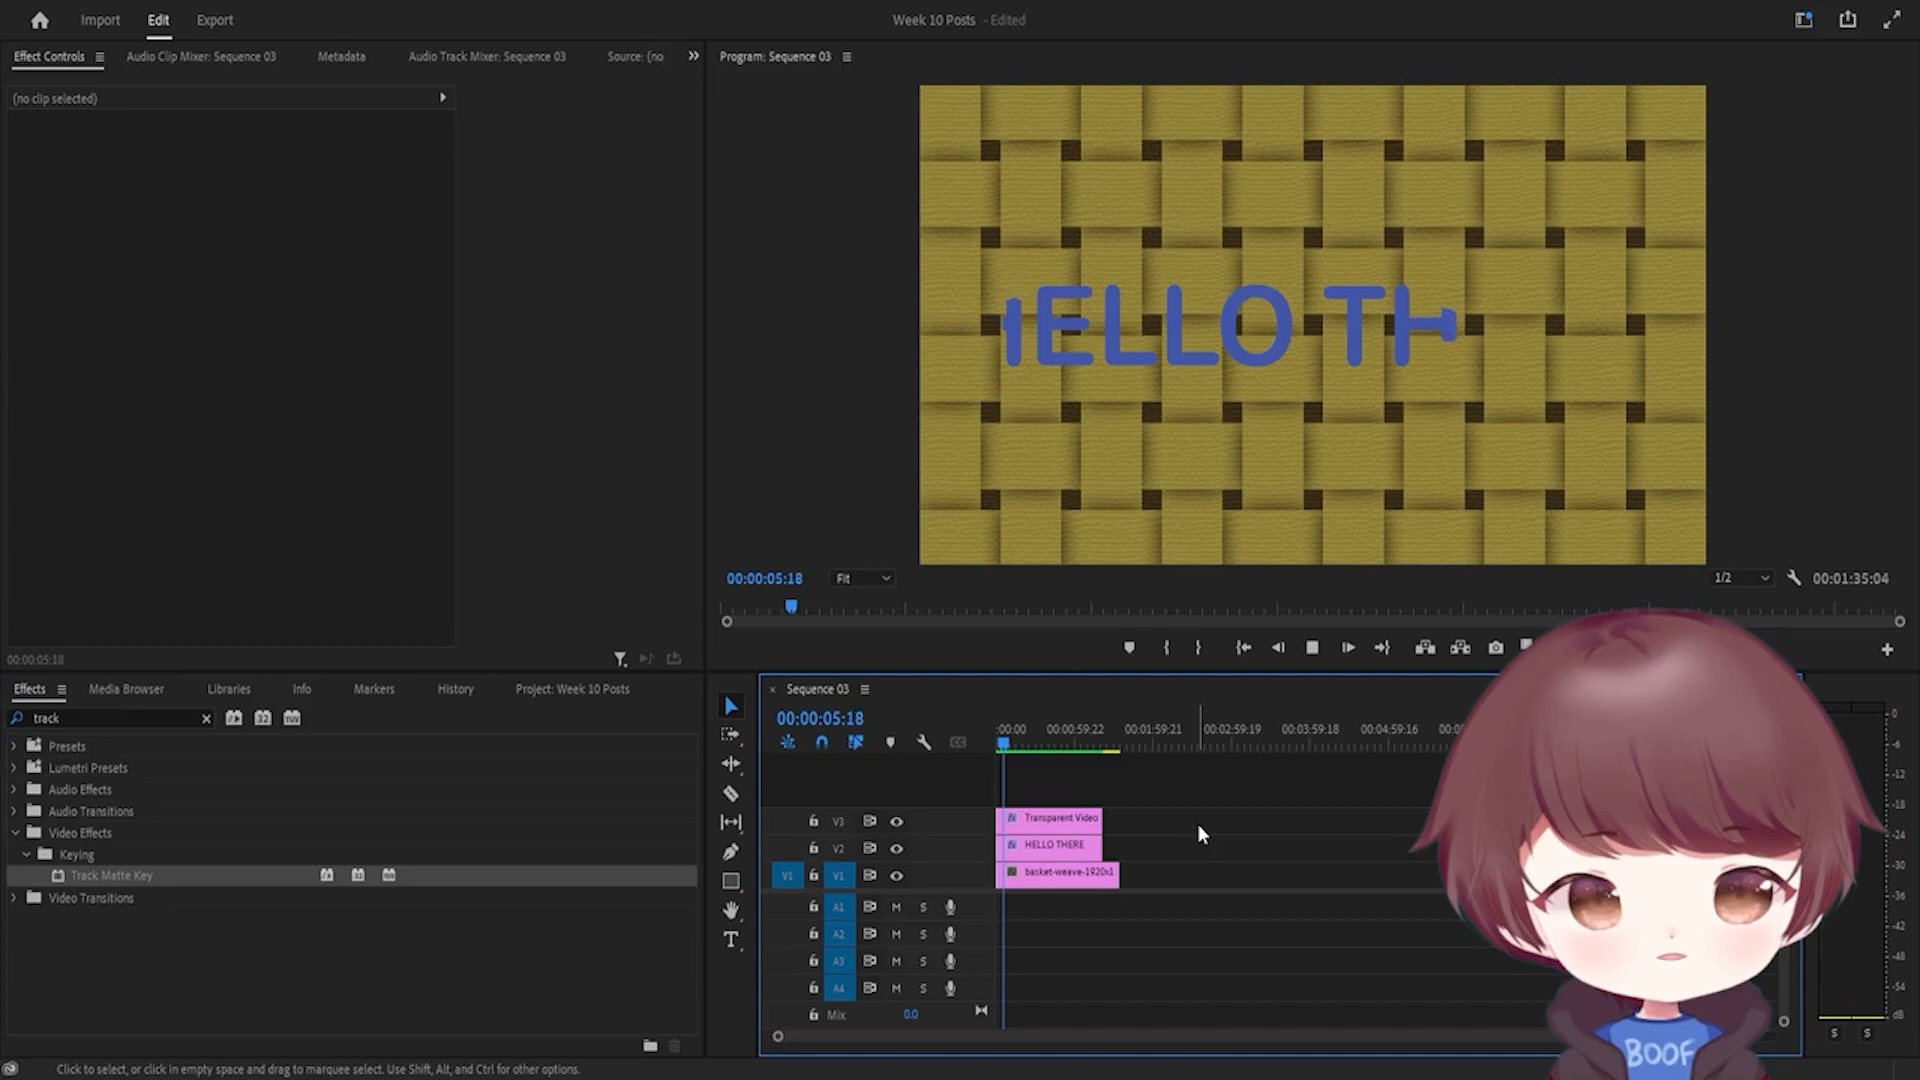 Import Edit Export Week 10 Posts - Edited
Effect Controls Audio Clip Mixer: Sequence 03 Metadata Audio Track Mixer: Sequence 03 Source: (no Program: Sequence 03
(no clip selected)
HELLO TH
00:00:05:18 Fit 1/2 00:01:35:04
00:00:05:18
Effects Media Browser Libraries Info Markers History Project: Week 10 Posts
track
Presets
Lumetri Presets
Audio Effects
Audio Transitions
Video Effects
Keying
Track Matte Key
Video Transitions
× Sequence 03
00:00:05:18
:00:00 00:00:59:22 00:01:59:21 00:02:59:19 00:03:59:18 00:04:59:16 00:0
V3 Transparent Video
V2 HELLO THERE
V1 V1 basket-weave-1920x1
A1 M S
A2 M S
A3 M S
A4 M S
Mix 0.0
0
-6
-12
-18
-24
-30
-36
-42
-48
-54
dB
S S
BOOF
Click to select, or click in empty space and drag to marquee select. Use Shift, Alt, and Ctrl for other options.